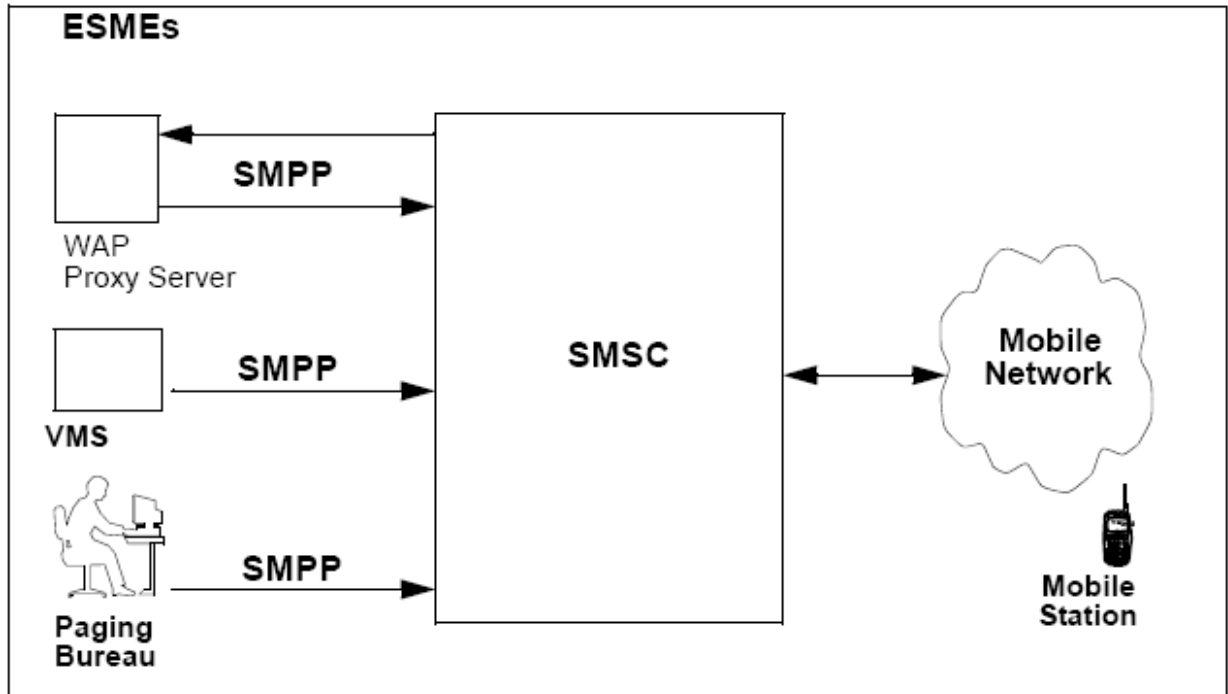 ESMEs
SMPP
WAP
Proxy Server
SMPP
VMS
SMPP
Paging
Bureau
SMSC
Mobile
Network
Mobile
Station